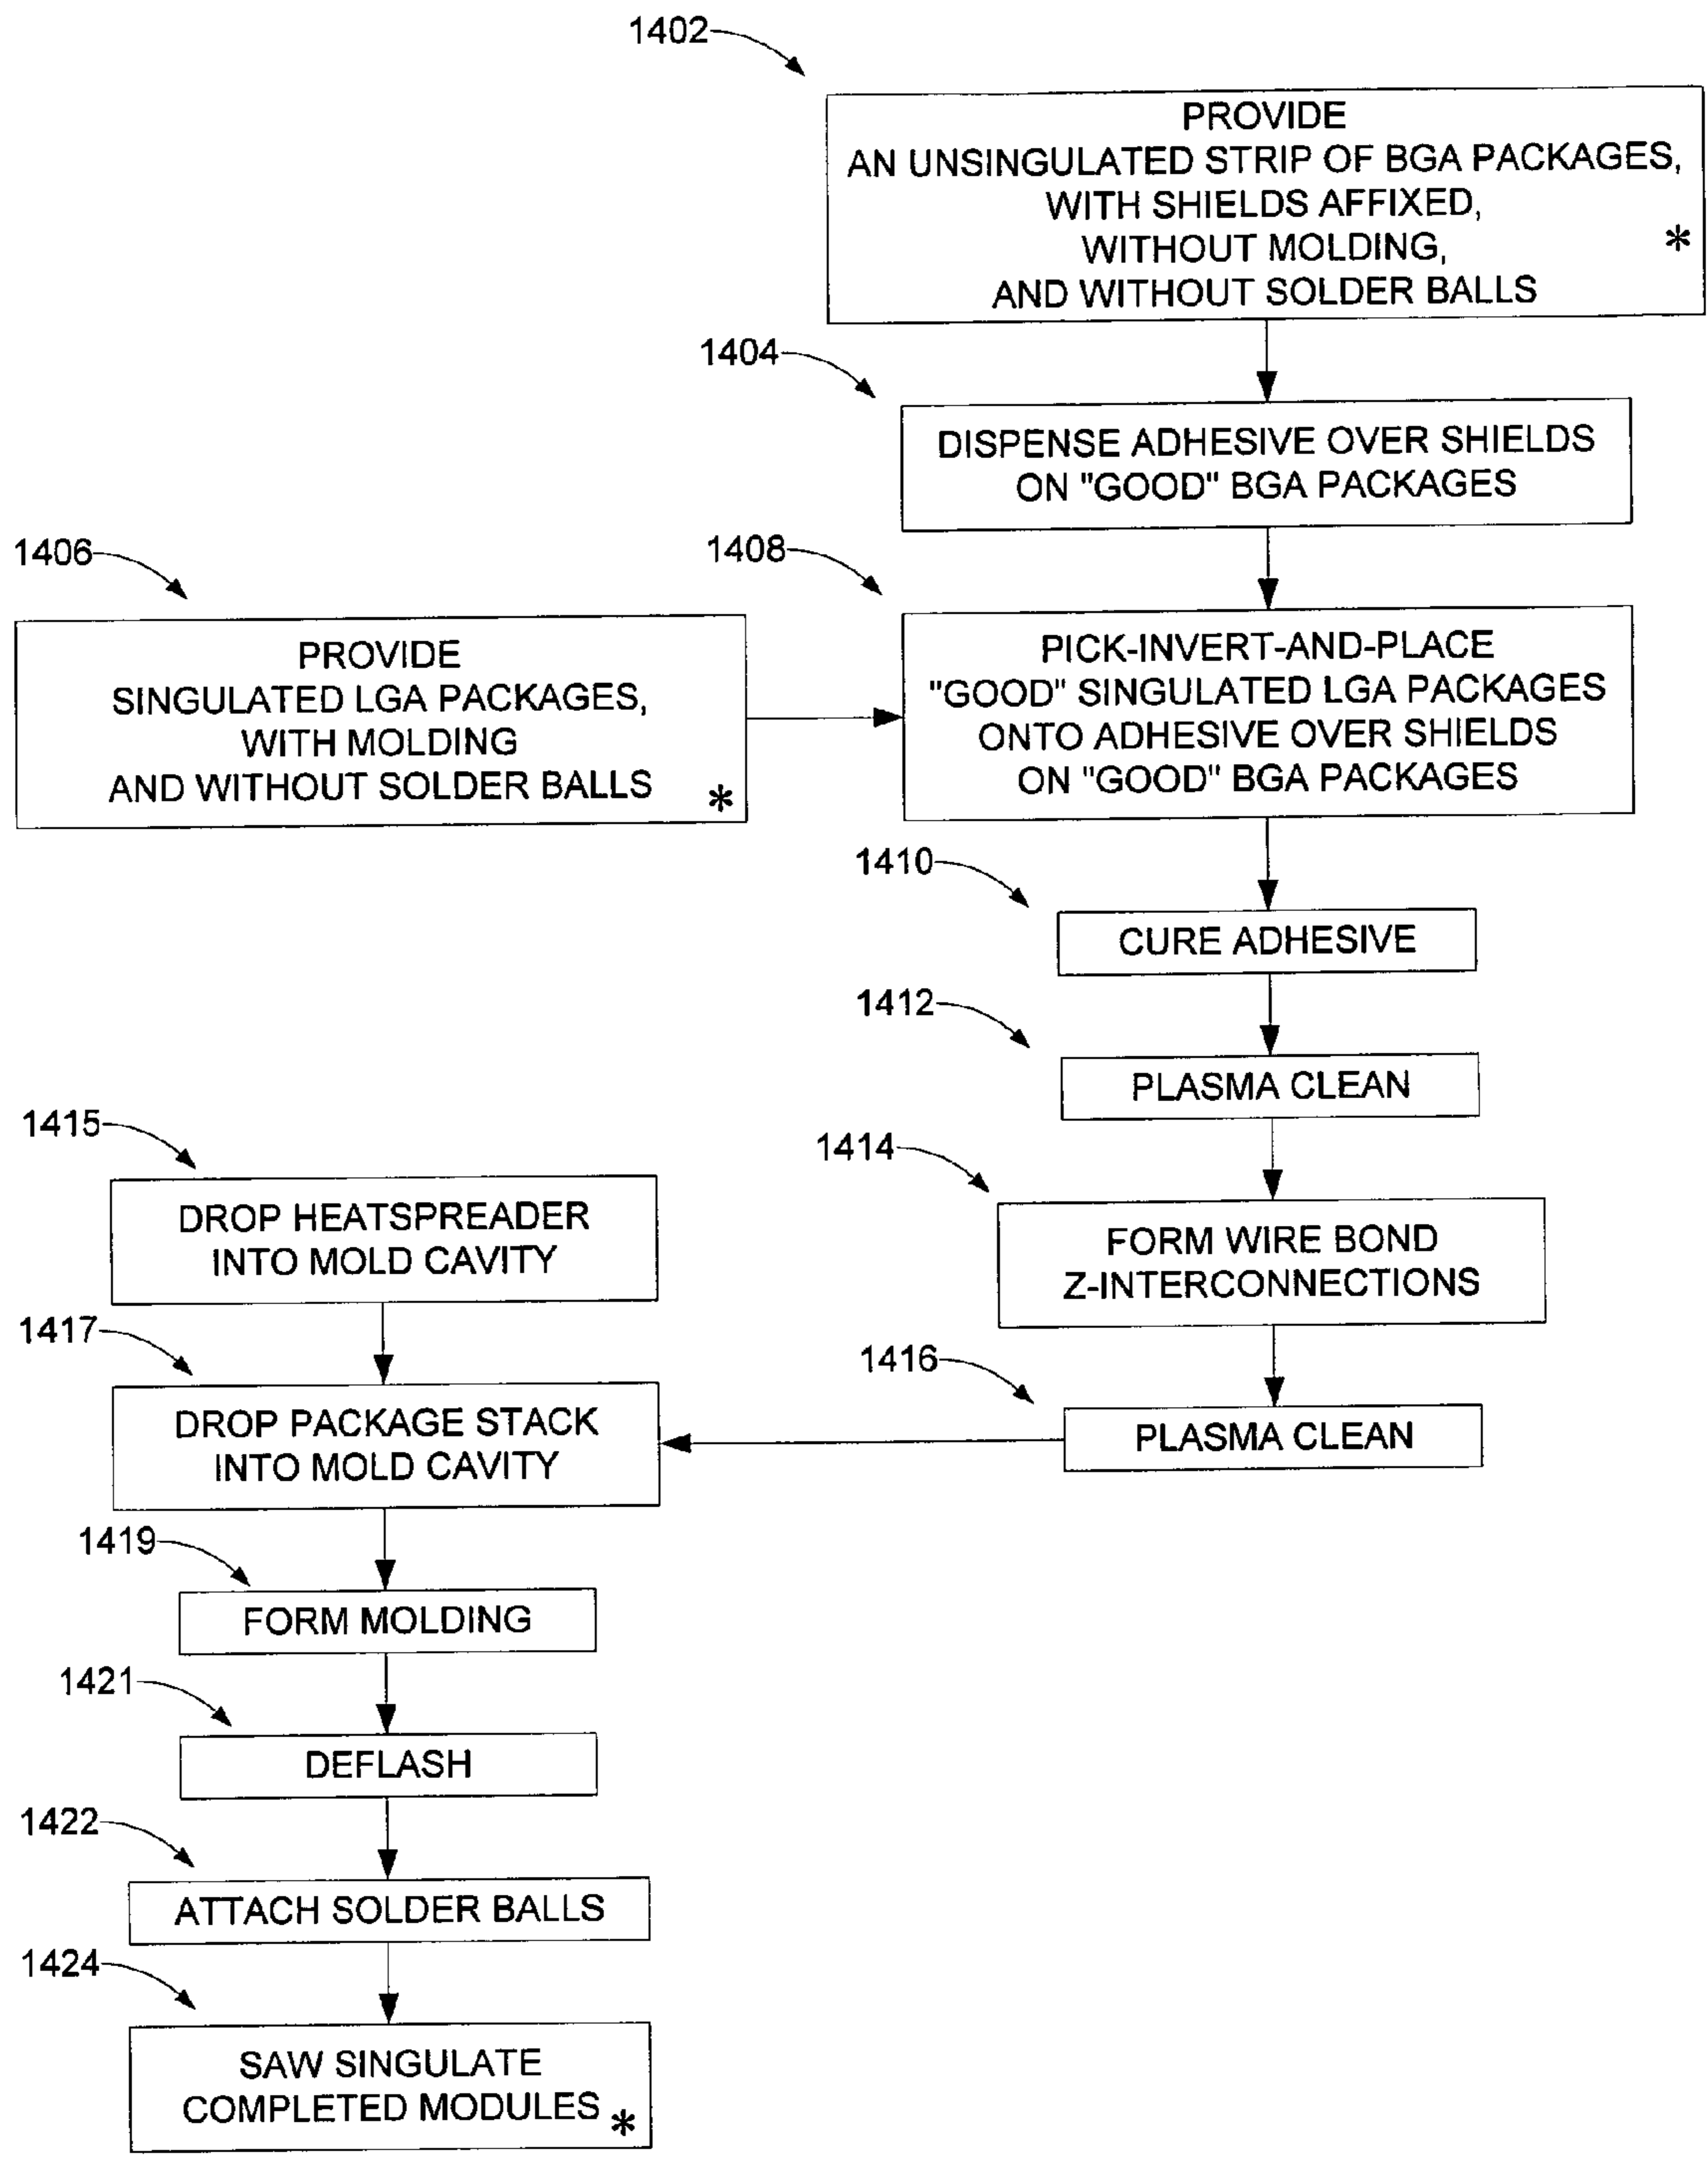 1402
PROVIDE
AN UNSINGULATED STRIP OF BGA PACKAGES,
WITH SHIELDS AFFIXED,
WITHOUT MOLDING,
AND WITHOUT SOLDER BALLS
*
1404
DISPENSE ADHESIVE OVER SHIELDS
ON "GOOD" BGA PACKAGES
1406
PROVIDE
SINGULATED LGA PACKAGES,
WITH MOLDING
AND WITHOUT SOLDER BALLS
*
1408
PICK-INVERT-AND-PLACE
"GOOD" SINGULATED LGA PACKAGES
ONTO ADHESIVE OVER SHIELDS
ON "GOOD" BGA PACKAGES
1410
CURE ADHESIVE
1412
PLASMA CLEAN
1414
FORM WIRE BOND
Z-INTERCONNECTIONS
1416
PLASMA CLEAN
1415
DROP HEATSPREADER
INTO MOLD CAVITY
1417
DROP PACKAGE STACK
INTO MOLD CAVITY
1419
FORM MOLDING
1421
DEFLASH
1422
ATTACH SOLDER BALLS
1424
SAW SINGULATE
COMPLETED MODULES *